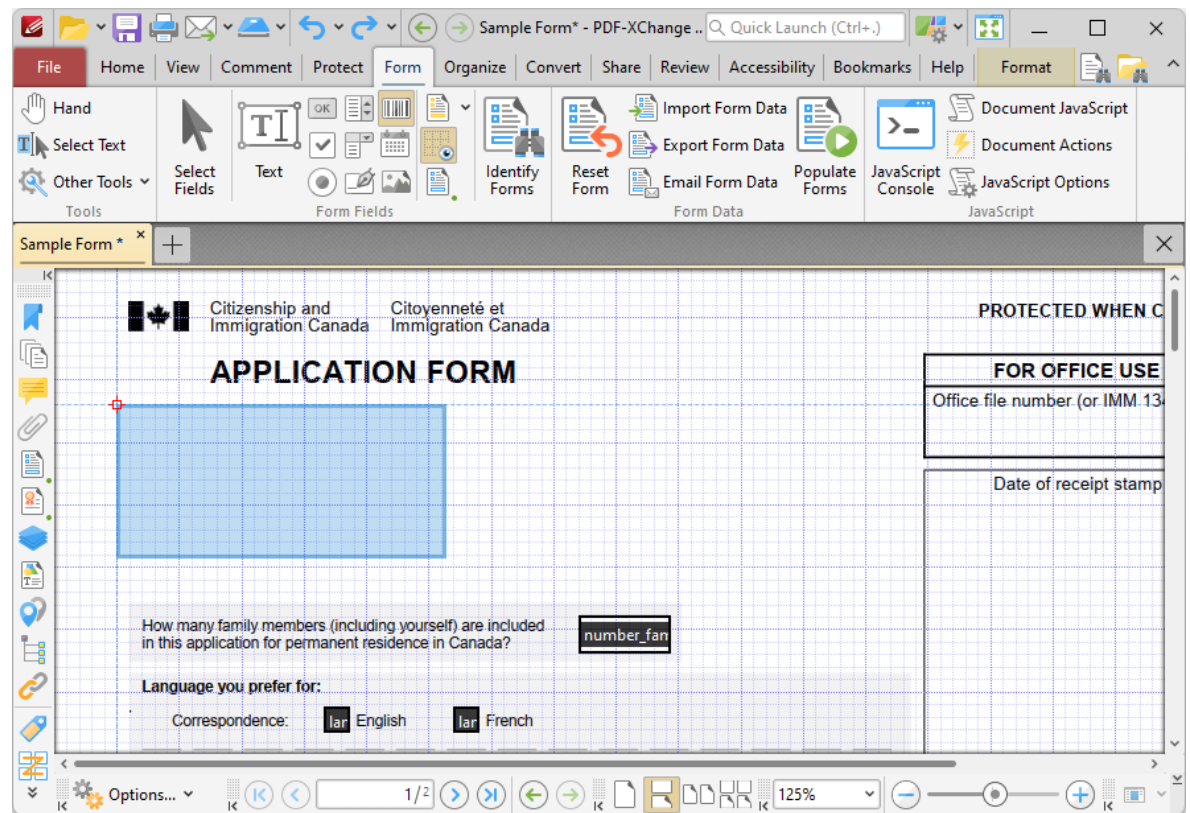 Sample Form* - PDF-XChange ..
Quick Launch (Ctrl+.)
File Home View Comment Protect Form Organize Convert Share Review Accessibility Bookmarks Help Format
Hand
Select Text
Other Tools
Tools
Select Fields
Text
OK
Form Fields
Identify Forms
Reset Form
Import Form Data
Export Form Data
Email Form Data
Populate Forms
Form Data
JavaScript Console
Document JavaScript
Document Actions
JavaScript Options
JavaScript
Sample Form *
Citizenship and
Immigration Canada
Citoyenneté et
Immigration Canada
PROTECTED WHEN C
APPLICATION FORM
FOR OFFICE USE
Office file number (or IMM 134
Date of receipt stamp
How many family members (including yourself) are included
in this application for permanent residence in Canada?
number_fam
Language you prefer for:
Correspondence: lar English lar French
Options...
1/2
125%